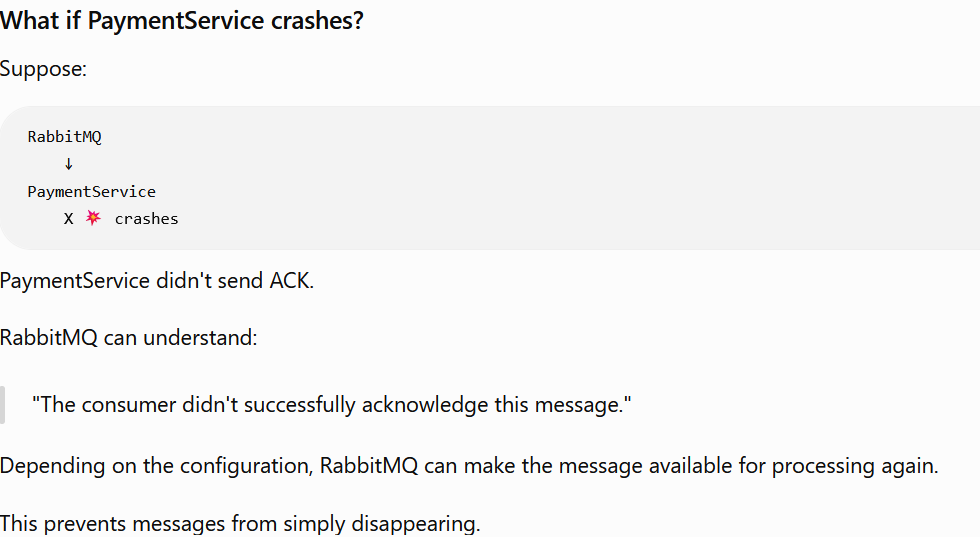 What if PaymentService crashes?
Suppose:
RabbitMQ
↓
PaymentService
X 💥 crashes
PaymentService didn't send ACK.
RabbitMQ can understand:
"The consumer didn't successfully acknowledge this message."
Depending on the configuration, RabbitMQ can make the message available for processing again.
This prevents messages from simply disappearing.